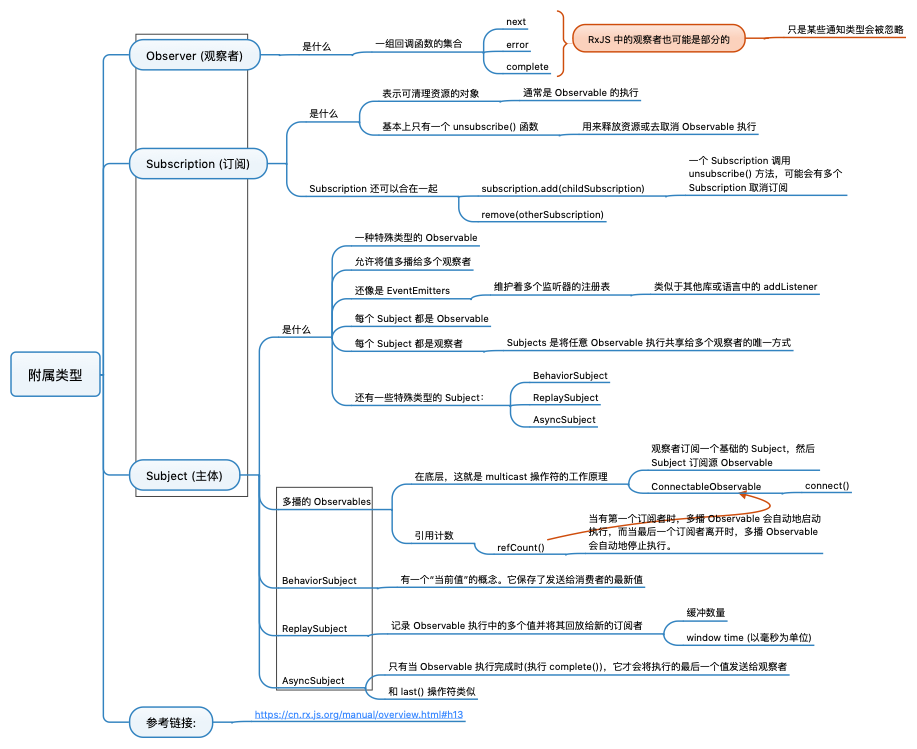 附属类型
Observer (观察者)
是什么
一组回调函数的集合
next
error
complete
RxJS 中的观察者也可能是部分的
只是某些通知类型会被忽略
Subscription (订阅)
是什么
表示可清理资源的对象
通常是 Observable 的执行
基本上只有一个 unsubscribe() 函数
用来释放资源或去取消 Observable 执行
Subscription 还可以合在一起
subscription.add(childSubscription)
一个 Subscription 调用
unsubscribe() 方法，可能会有多个
Subscription 取消订阅
remove(otherSubscription)
Subject (主体)
是什么
一种特殊类型的 Observable
允许将值多播给多个观察者
还像是 EventEmitters
维护着多个监听器的注册表
类似于其他库或语言中的 addListener
每个 Subject 都是 Observable
每个 Subject 都是观察者
Subjects 是将任意 Observable 执行共享给多个观察者的唯一方式
还有一些特殊类型的 Subject：
BehaviorSubject
ReplaySubject
AsyncSubject
多播的 Observables
在底层，这就是 multicast 操作符的工作原理
观察者订阅一个基础的 Subject，然后
Subject 订阅源 Observable
ConnectableObservable
connect()
引用计数
refCount()
当有第一个订阅者时，多播 Observable 会自动地启动
执行，而当最后一个订阅者离开时，多播 Observable
会自动地停止执行。
BehaviorSubject
有一个“当前值”的概念。它保存了发送给消费者的最新值
ReplaySubject
记录 Observable 执行中的多个值并将其回放给新的订阅者
缓冲数量
window time (以毫秒为单位)
AsyncSubject
只有当 Observable 执行完成时(执行 complete())，它才会将执行的最后一个值发送给观察者
和 last() 操作符类似
参考链接:
https://cn.rx.js.org/manual/overview.html#h13